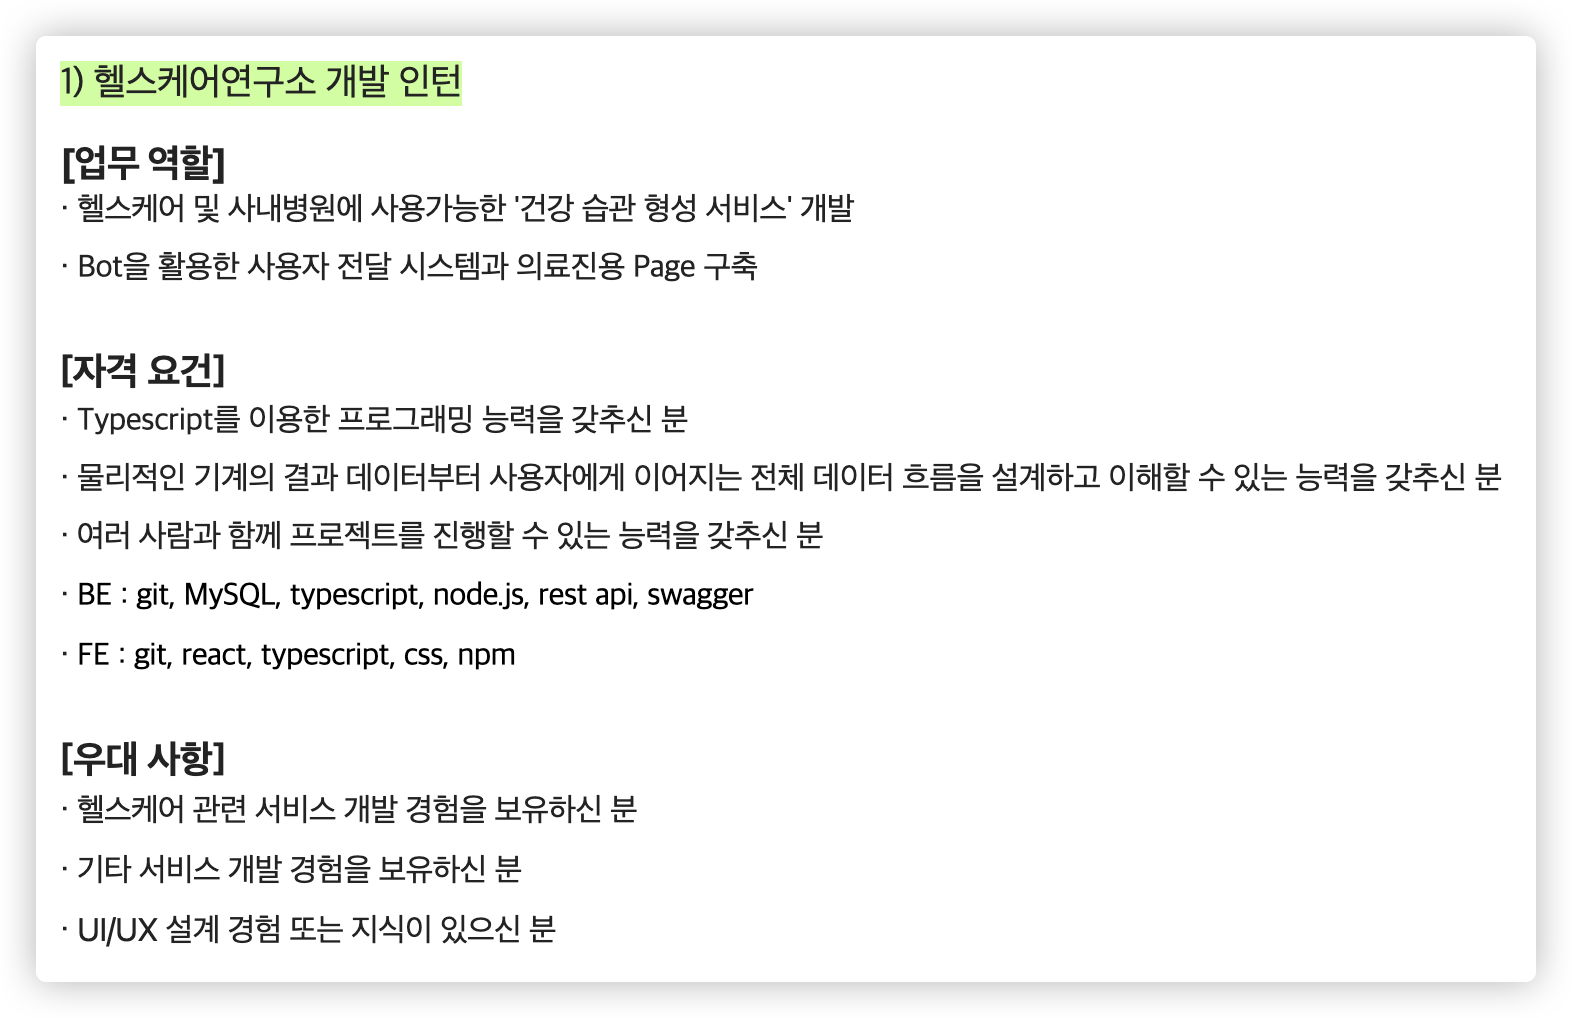 1) 헬스케어연구소 개발 인턴
[업무 역할]
· 헬스케어 및 사내병원에 사용가능한 '건강 습관 형성 서비스' 개발
· Bot을 활용한 사용자 전달 시스템과 의료진용 Page 구축
[자격 요건]
· Typescript를 이용한 프로그래밍 능력을 갖추신 분
· 물리적인 기계의 결과 데이터부터 사용자에게 이어지는 전체 데이터 흐름을 설계하고 이해할 수 있는 능력을 갖추신 분
· 여러 사람과 함께 프로젝트를 진행할 수 있는 능력을 갖추신 분
· BE : git, MySQL, typescript, node.js, rest api, swagger
· FE : git, react, typescript, css, npm
[우대 사항]
· 헬스케어 관련 서비스 개발 경험을 보유하신 분
· 기타 서비스 개발 경험을 보유하신 분
· UI/UX 설계 경험 또는 지식이 있으신 분